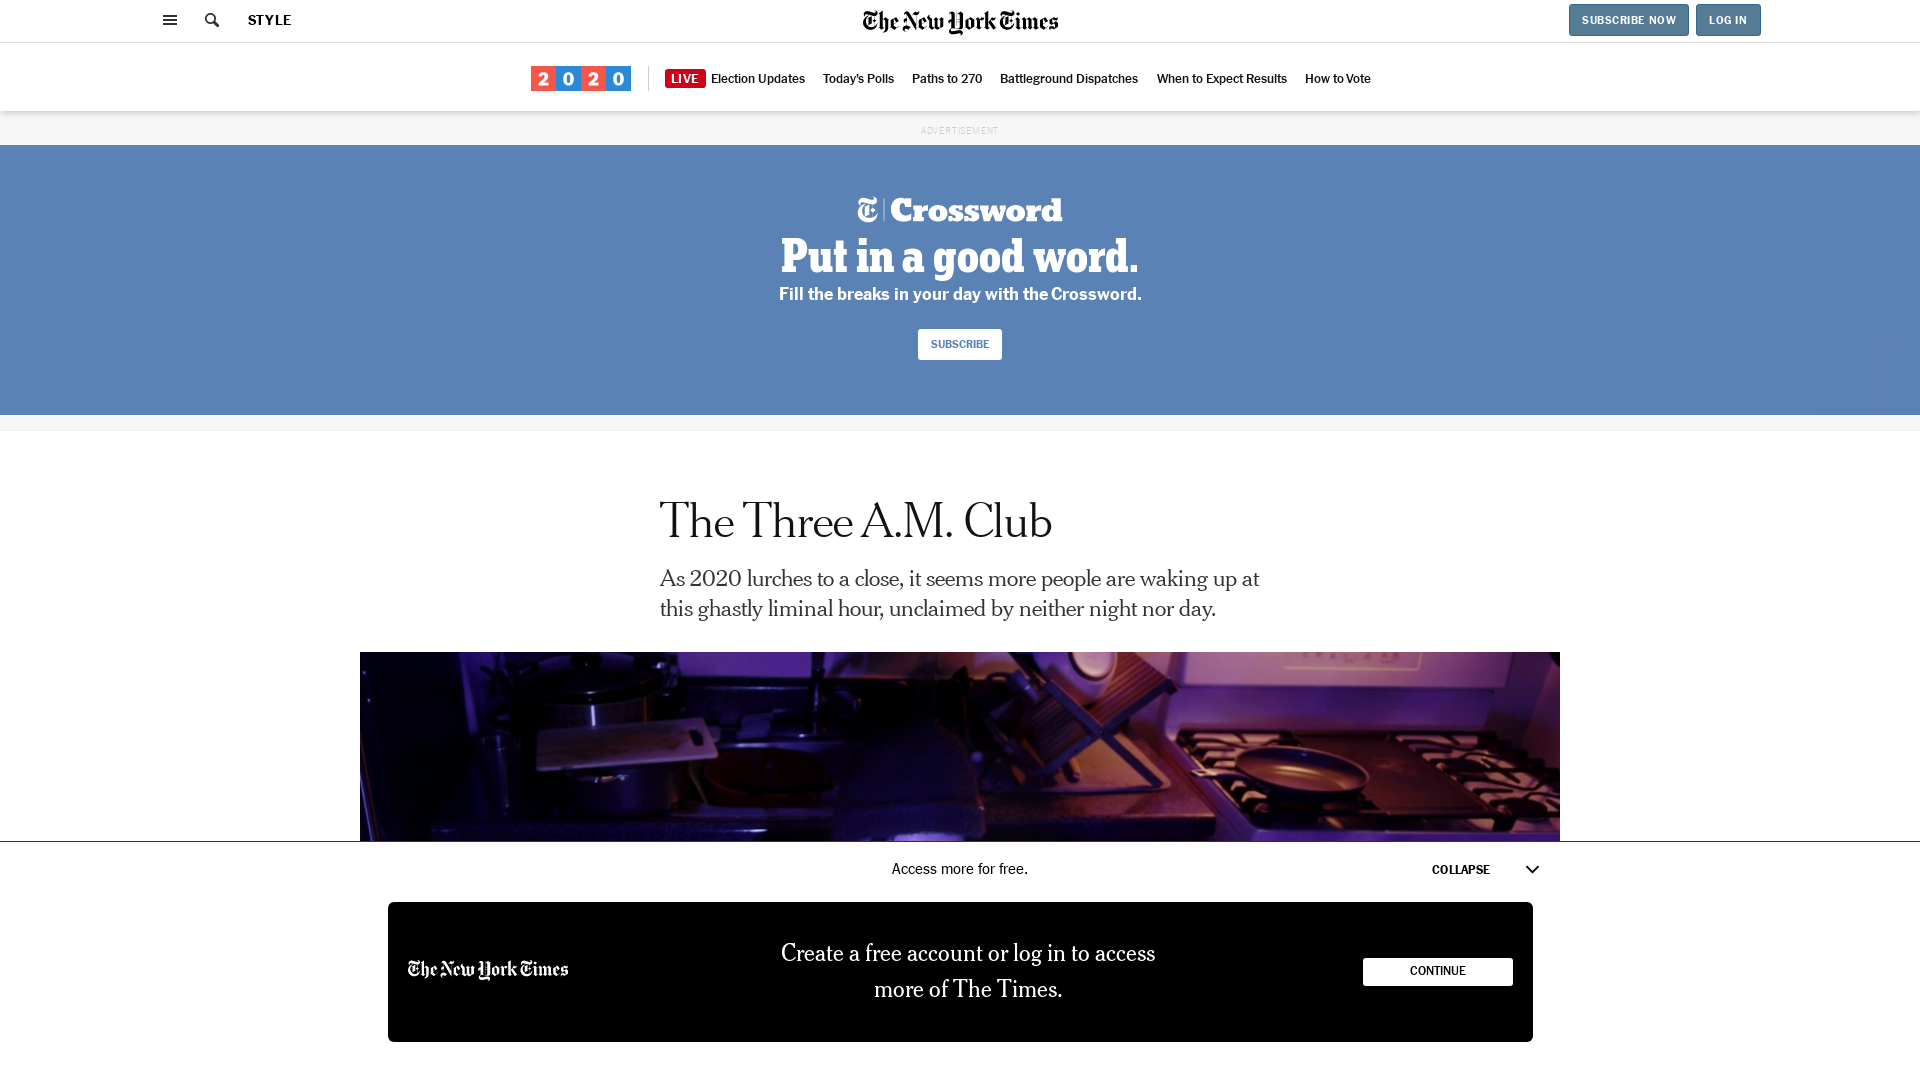 STYLE
The New York Times
SUBSCRIBE NOW
LOG IN
2020
LIVE Election Updates
Today's Polls
Paths to 270
Battleground Dispatches
When to Expect Results
How to Vote
ADVERTISEMENT
T Crossword
Put in a good word.
Fill the breaks in your day with the Crossword.
SUBSCRIBE
The Three A.M. Club
As 2020 lurches to a close, it seems more people are waking up at
this ghastly liminal hour, unclaimed by neither night nor day.
Access more for free.
COLLAPSE
The New York Times
Create a free account or log in to access
more of The Times.
CONTINUE